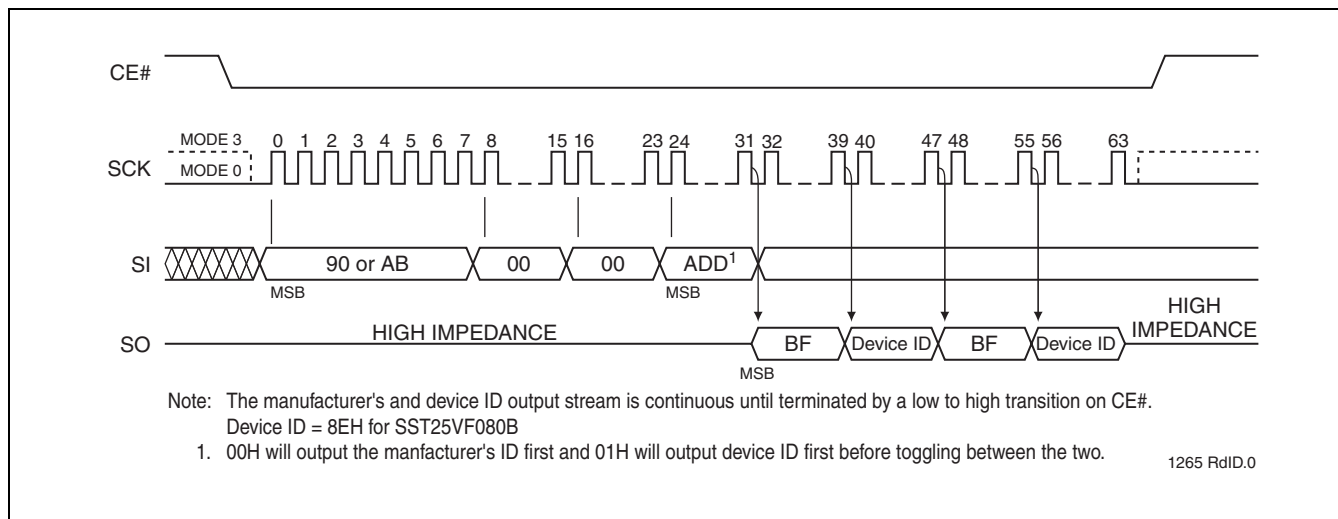 CE#
MODE 3 0 1 2 3 4 5 6 7 8 15 16 23 24 31 32 39 40 47 48 55 56 63
SCK
MODE 0
SI 90 or AB 00 00 ADD1
MSB MSB
HIGH IMPEDANCE
HIGH IMPEDANCE
SO BF Device ID BF Device ID
MSB
Note: The manufacturer's and device ID output stream is continuous until terminated by a low to high transition on CE#.
Device ID = 8EH for SST25VF080B
1. 00H will output the manfacturer's ID first and 01H will output device ID first before toggling between the two.
1265 RdID.0